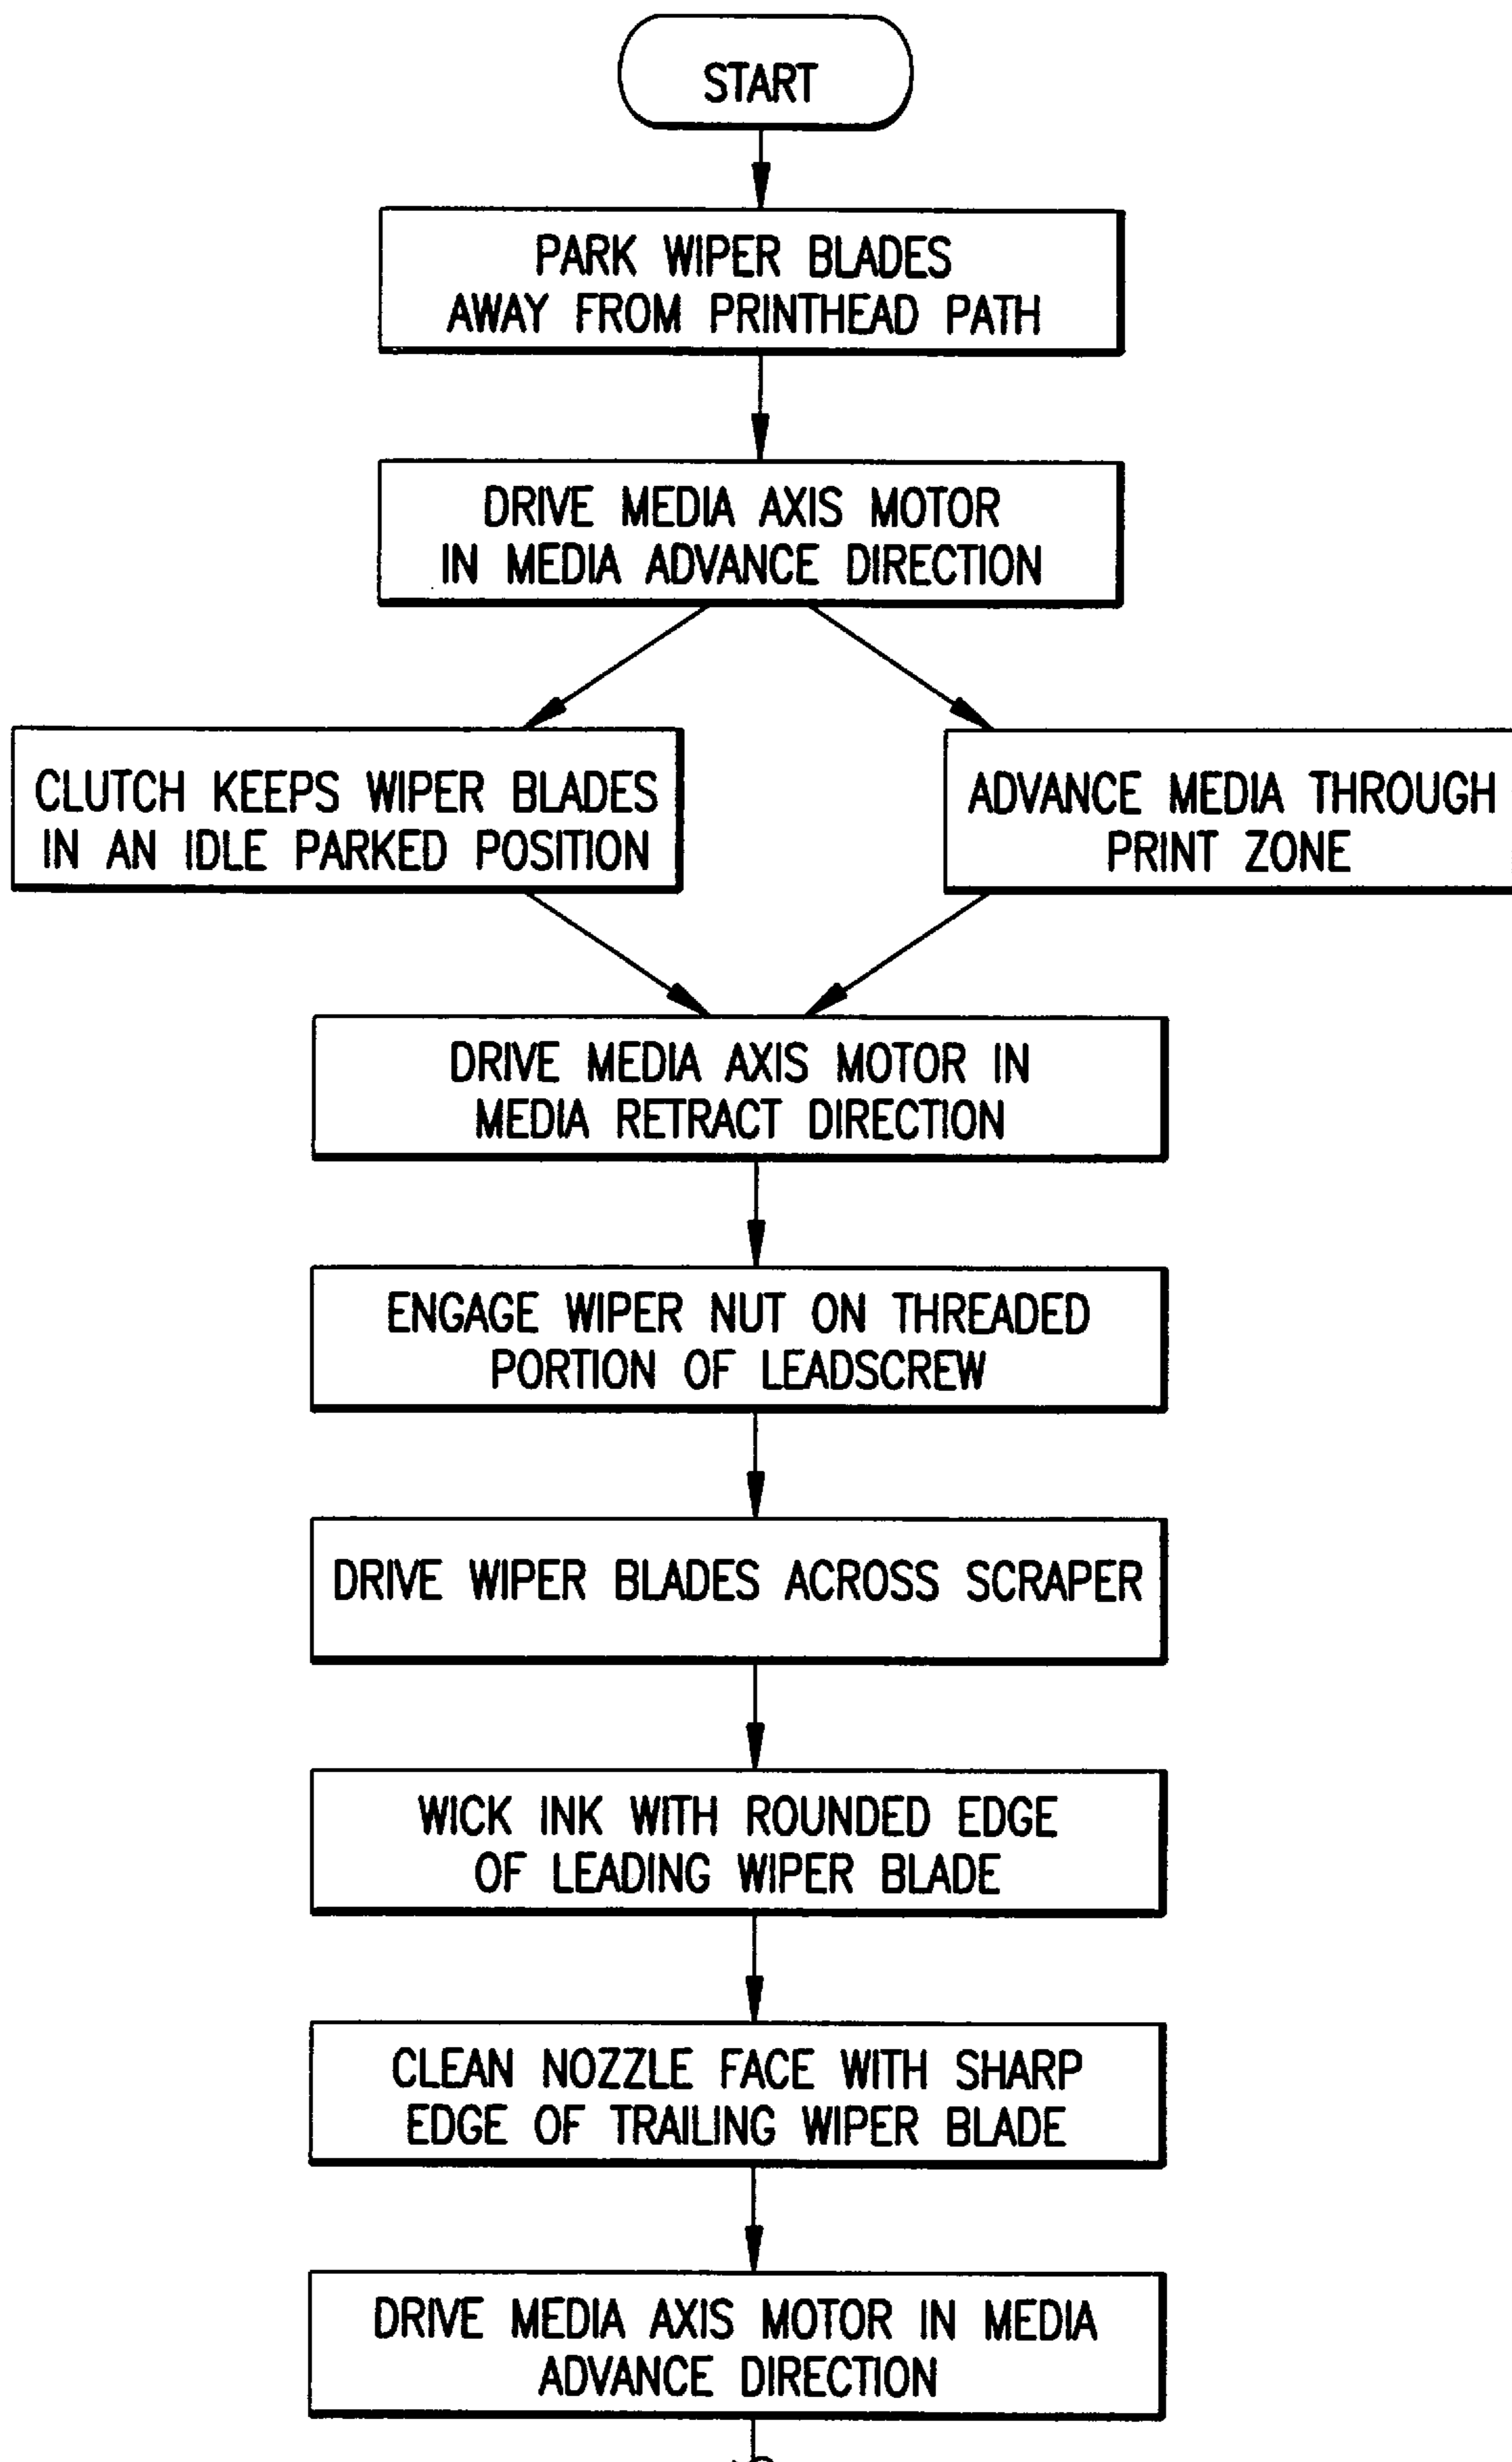 START
PARK WIPER BLADES
AWAY FROM PRINTHEAD PATH
DRIVE MEDIA AXIS MOTOR
IN MEDIA ADVANCE DIRECTION
CLUTCH KEEPS WIPER BLADES
IN AN IDLE PARKED POSITION
ADVANCE MEDIA THROUGH
PRINT ZONE
DRIVE MEDIA AXIS MOTOR IN
MEDIA RETRACT DIRECTION
ENGAGE WIPER NUT ON THREADED
PORTION OF LEADSCREW
DRIVE WIPER BLADES ACROSS SCRAPER
WICK INK WITH ROUNDED EDGE
OF LEADING WIPER BLADE
CLEAN NOZZLE FACE WITH SHARP
EDGE OF TRAILING WIPER BLADE
DRIVE MEDIA AXIS MOTOR IN MEDIA
ADVANCE DIRECTION